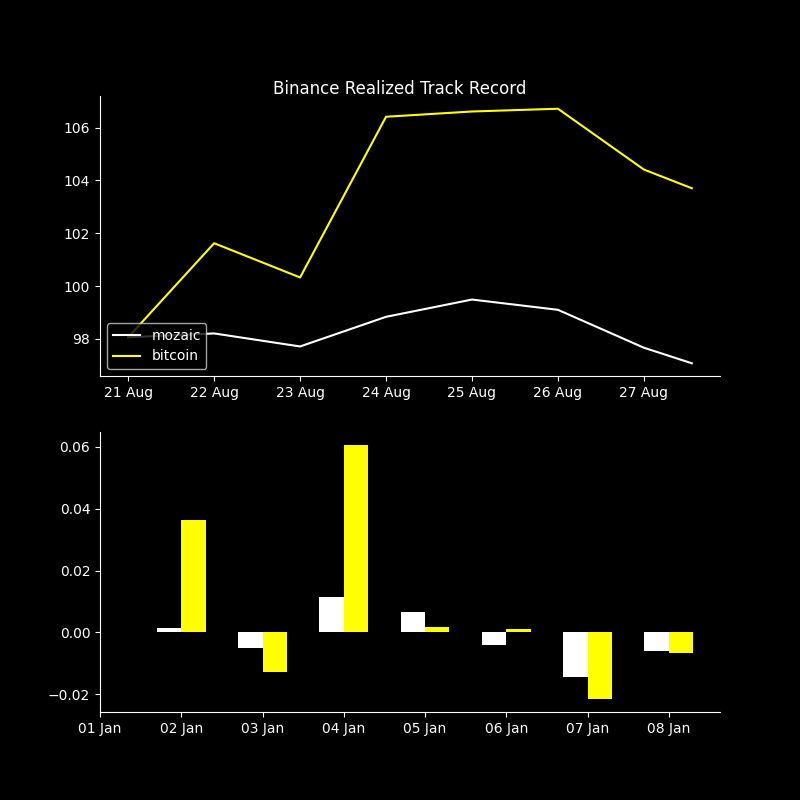 Binance Realized Track Record
106
104
102
100
98
mozaic
bitcoin
21 Aug 22 Aug 23 Aug 24 Aug 25 Aug 26 Aug 27 Aug
0.06
0.04
0.02
0.00
−0.02
01 Jan 02 Jan 03 Jan 04 Jan 05 Jan 06 Jan 07 Jan 08 Jan